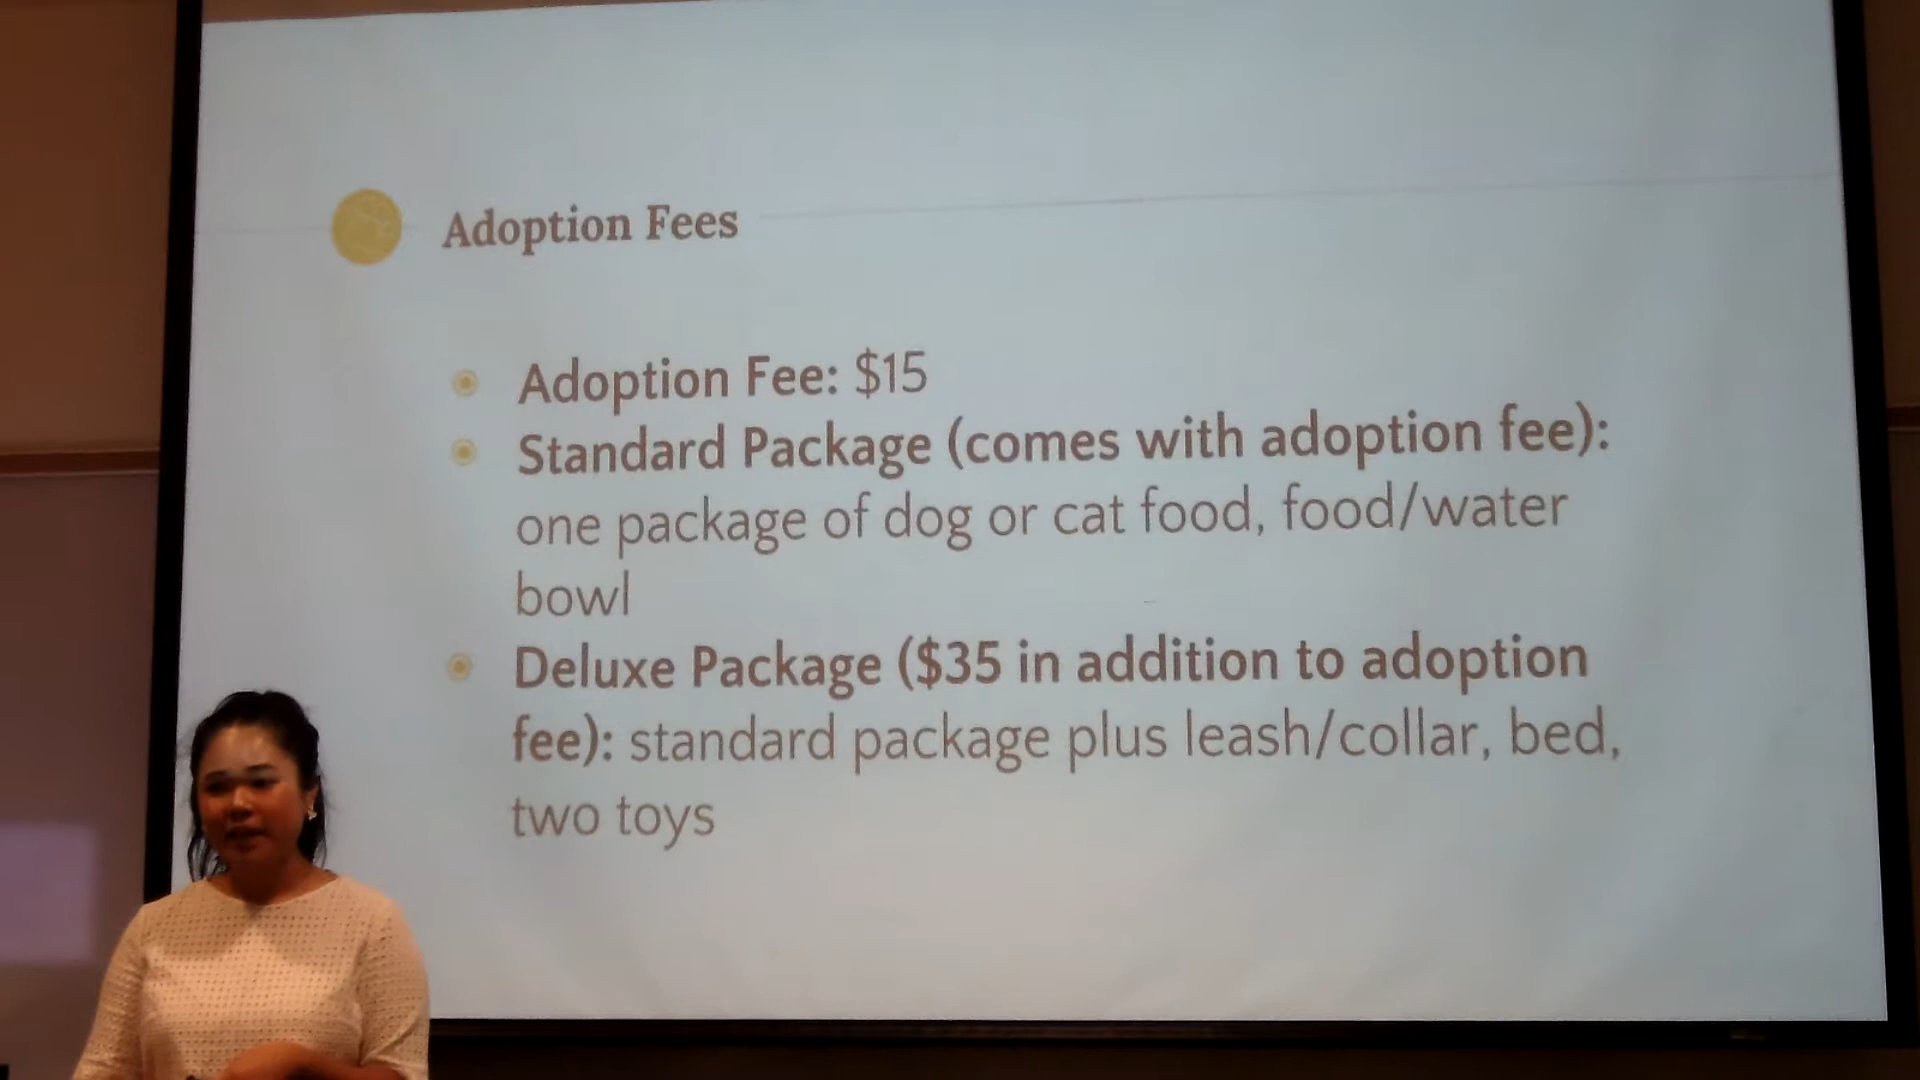 Adoption Fees
Adoption Fee: $15
Standard Package (comes with adoption fee):
one package of dog or cat food, food/water
bowl
Deluxe Package ($35 in addition to adoption
fee): standard package plus leash/collar, bed,
two toys